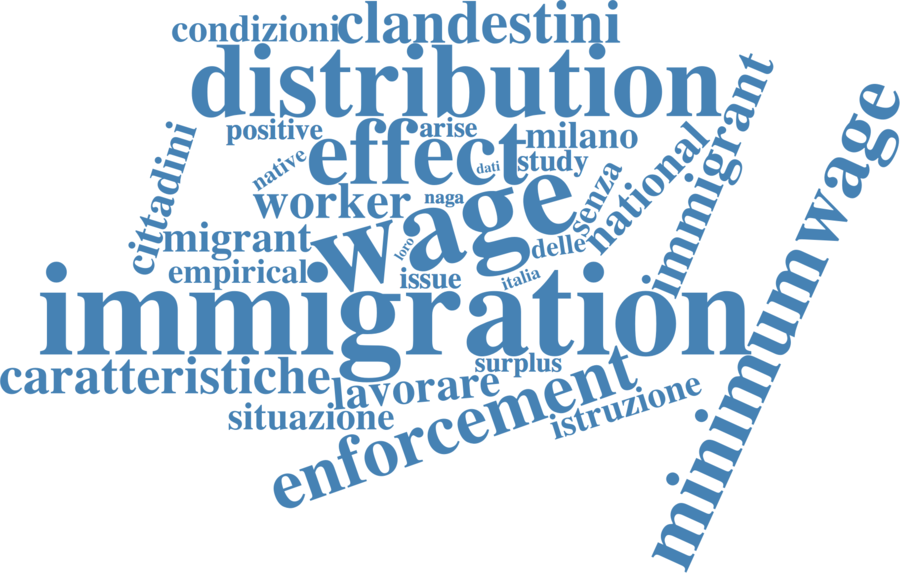 condizioni
clandestini
distribution
immigrant
minimumwage
positive
effect
arise
milano
cittadini
native
dati
study
national
worker
naga
wage
senza
migrant
loro
delle
empirical
issue
italia
immigration
caratteristiche
surplus
lavorare
enforcement
situazione
istruzione